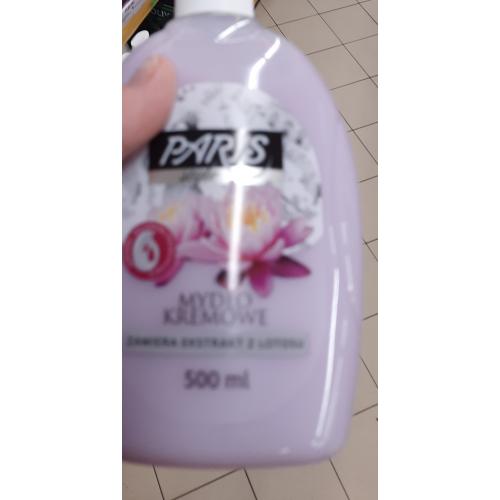 PARIS
MYDŁO
KREMOWE
ZAWIERA EKSTRAKT Z LOTOSU
500 ml